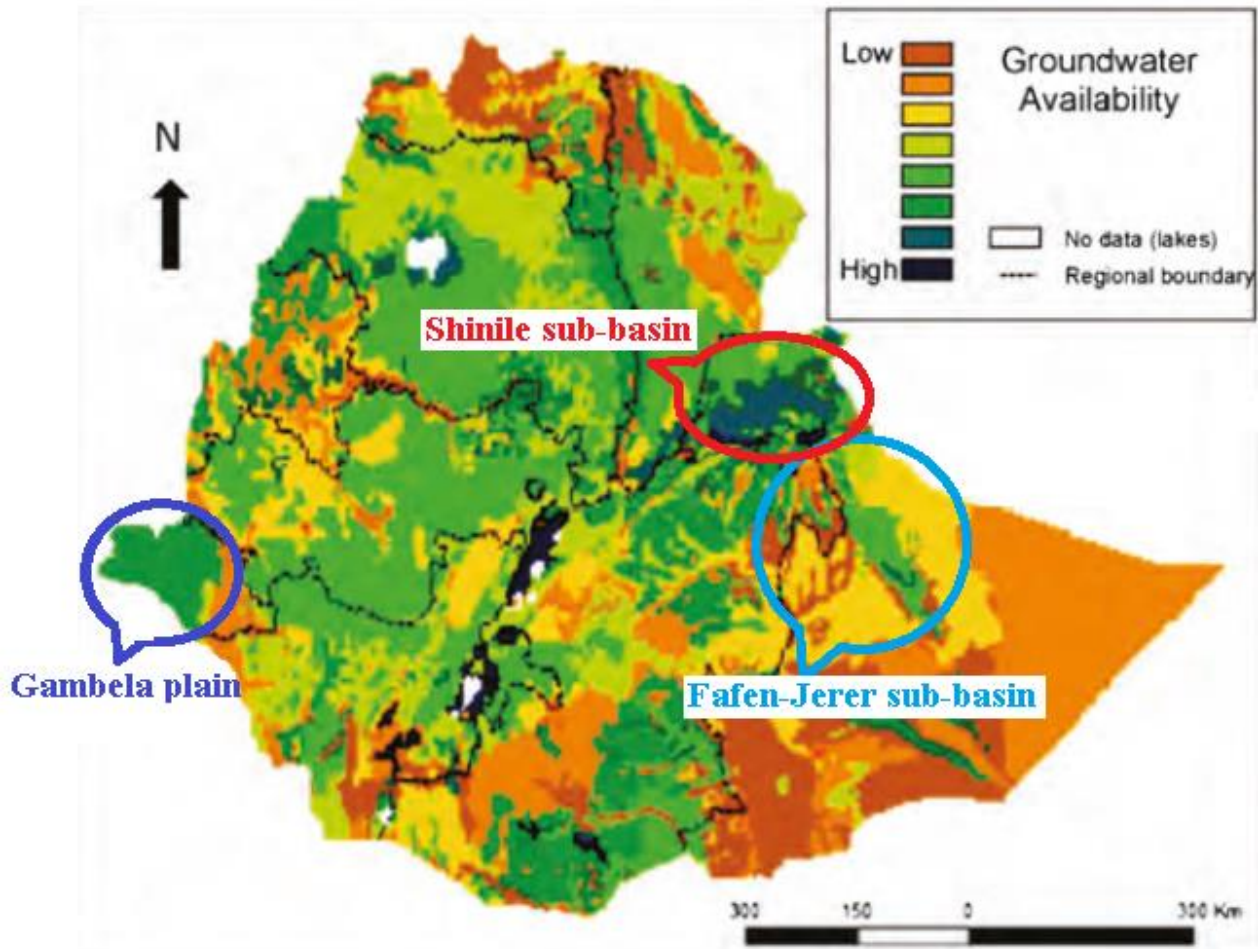 Low
Groundwater
Availability
N
No data (lakes)
High
Regional boundary
Shinile sub-basin
Gambela plain
Fafen-Jerer sub-basin
300 150 0 300 Km